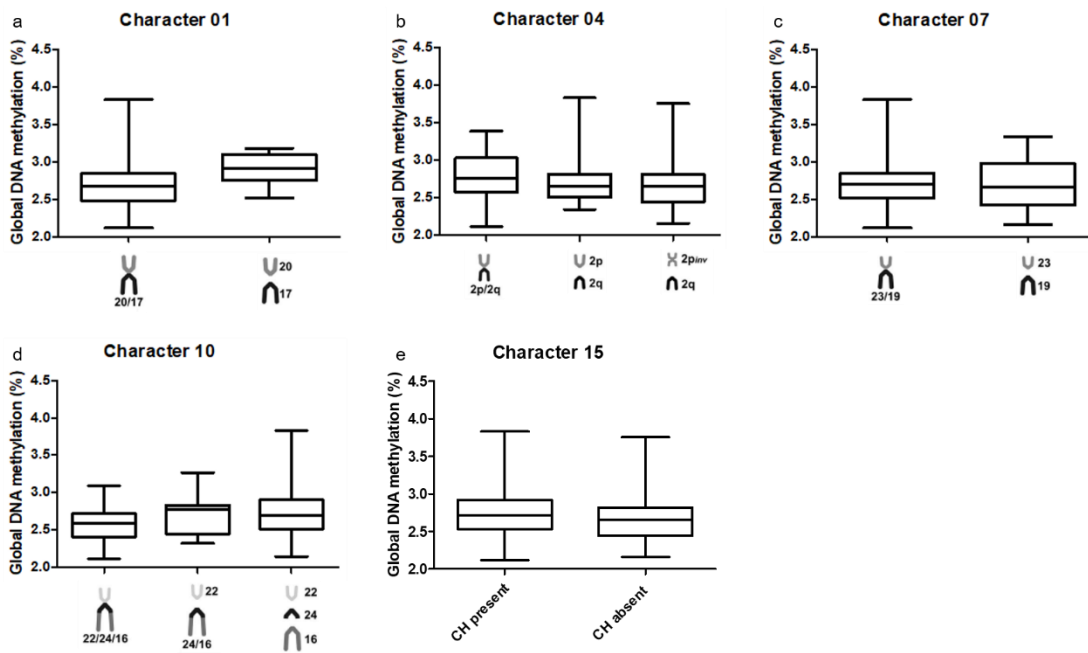 a
Character 01
Global DNA methylation (%)
4.5
4.0
3.5
3.0
2.5
2.0
20/17
20
17
b
Character 04
Global DNA methylation (%)
4.5
4.0
3.5
3.0
2.5
2.0
2p/2q
2p
2q
2pinv
2q
c
Character 07
Global DNA methylation (%)
4.5
4.0
3.5
3.0
2.5
2.0
23/19
23
19
d
Character 10
Global DNA methylation (%)
4.5
4.0
3.5
3.0
2.5
2.0
22/24/16
22
24/16
22
24
16
e
Character 15
Global DNA methylation (%)
4.5
4.0
3.5
3.0
2.5
2.0
CH present
CH absent